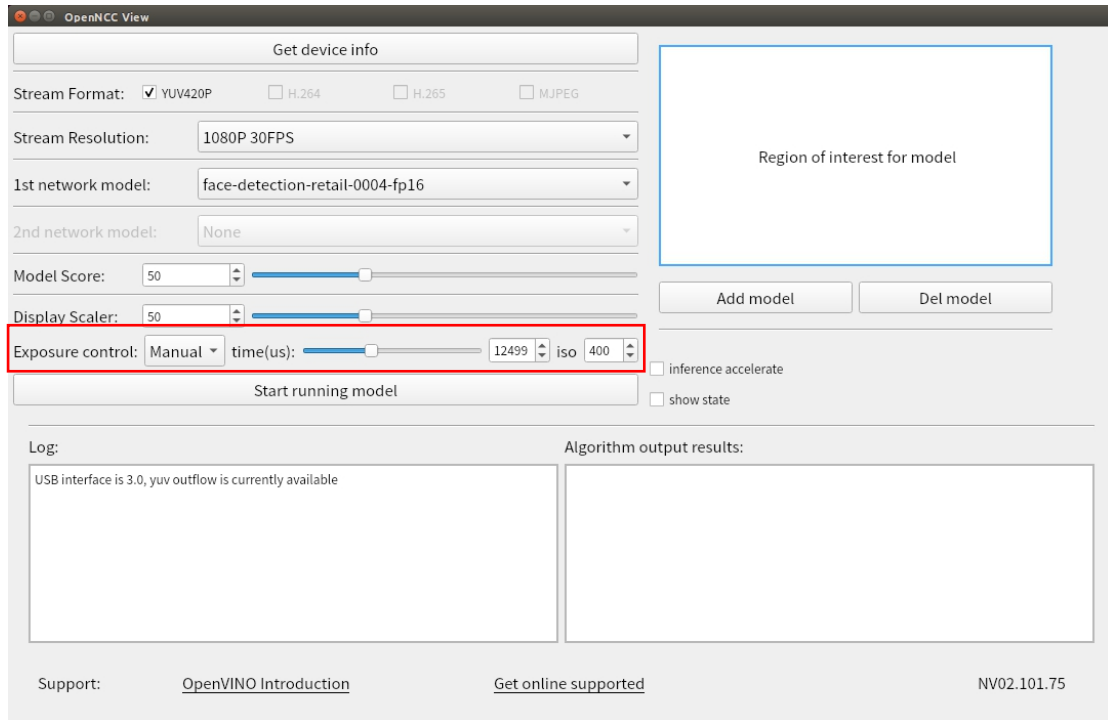 OpenNCC View
Get device info
Stream Format: YUV420P H.264 H.265 MJPEG
Stream Resolution: 1080P 30FPS
1st network model: face-detection-retail-0004-fp16
2nd network model: None
Model Score: 50
Display Scaler: 50
Exposure control: Manual time(us): 12499 iso 400
Start running model
Region of interest for model
Add model Del model
inference accelerate
show state
Log:
USB interface is 3.0, yuv outflow is currently available
Algorithm output results:
Support: OpenVINO Introduction Get online supported NV02.101.75